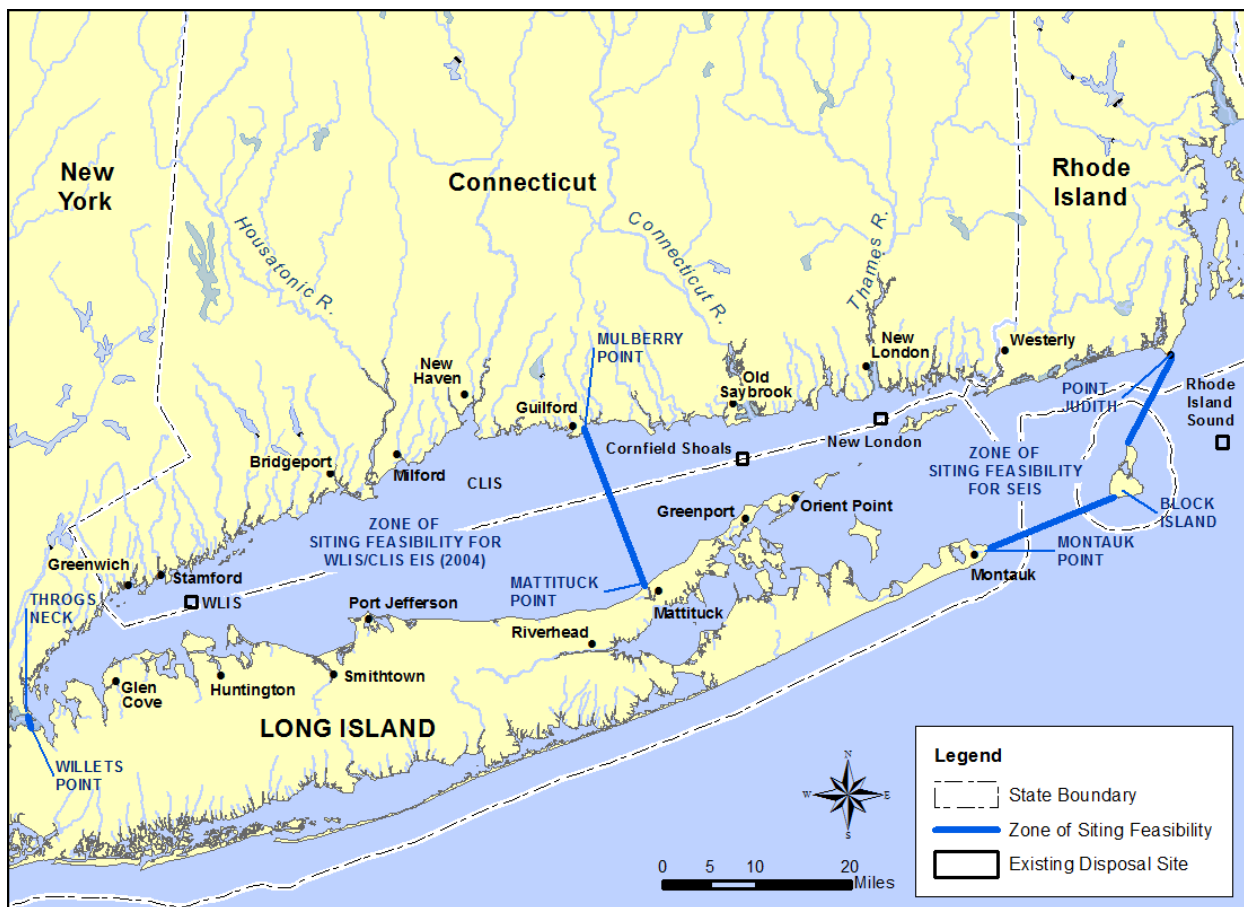 New
York
Connecticut
Rhode
Island
Housatonic R.
Connecticut R.
Thames R.
MULBERRY
POINT
New
London
Westerly
New
Haven
Old
Saybrook
POINT
JUDITH
Rhode
Island
Sound
Guilford
Cornfield Shoals
New London
Bridgeport
Milford
CLIS
ZONE OF
SITING FEASIBILITY
FOR SEIS
Greenport
Orient Point
BLOCK
ISLAND
ZONE OF
SITING FEASIBILITY FOR
WLIS/CLIS EIS (2004)
MONTAUK
POINT
Greenwich
Stamford
Montauk
THROGS
NECK
WLIS
Port Jefferson
MATTITUCK
POINT
Mattituck
Riverhead
Glen
Cove
Huntington
Smithtown
LONG ISLAND
WILLETS
POINT
N
W
E
S
0 5 10 20
Miles
Legend
State Boundary
Zone of Siting Feasibility
Existing Disposal Site